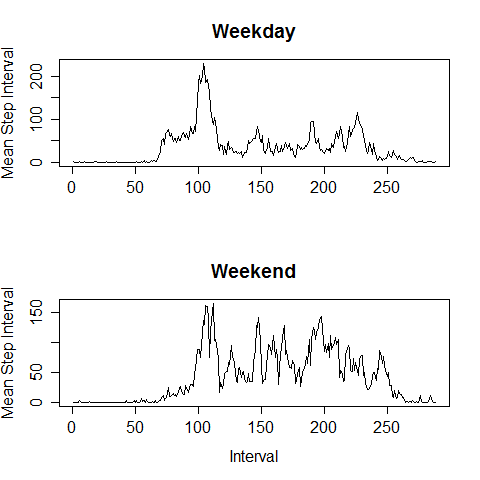 Weekday
Mean Step Interval
0 100 200
0 50 100 150 200 250
Weekend
Mean Step Interval
0 50 150
0 50 100 150 200 250
Interval